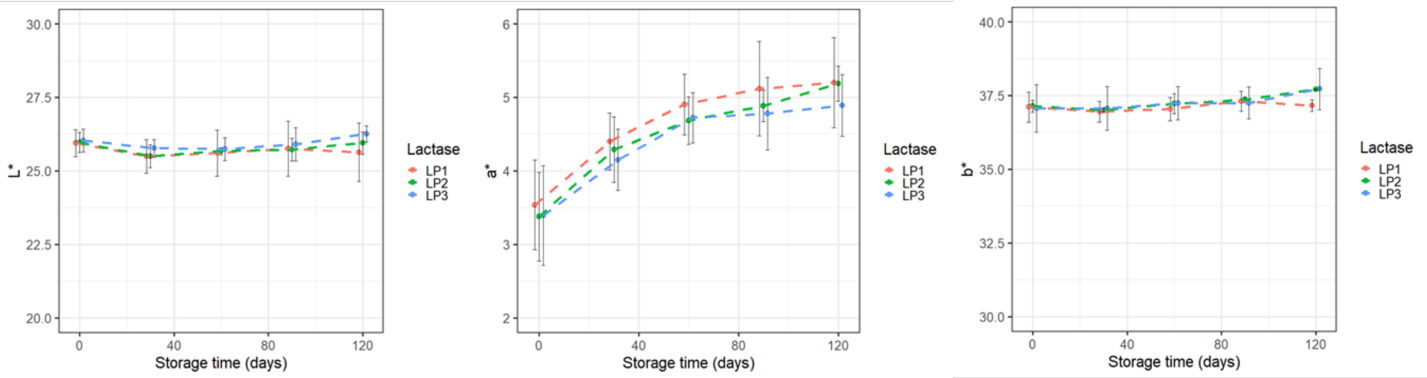 L*
30.0
27.5
25.0
22.5
20.0
0 40 80 120
Storage time (days)
Lactase
LP1
LP2
LP3
a*
6
5
4
3
2
0 40 80 120
Storage time (days)
Lactase
LP1
LP2
LP3
b*
40.0
37.5
35.0
32.5
30.0
0 40 80 120
Storage time (days)
Lactase
LP1
LP2
LP3